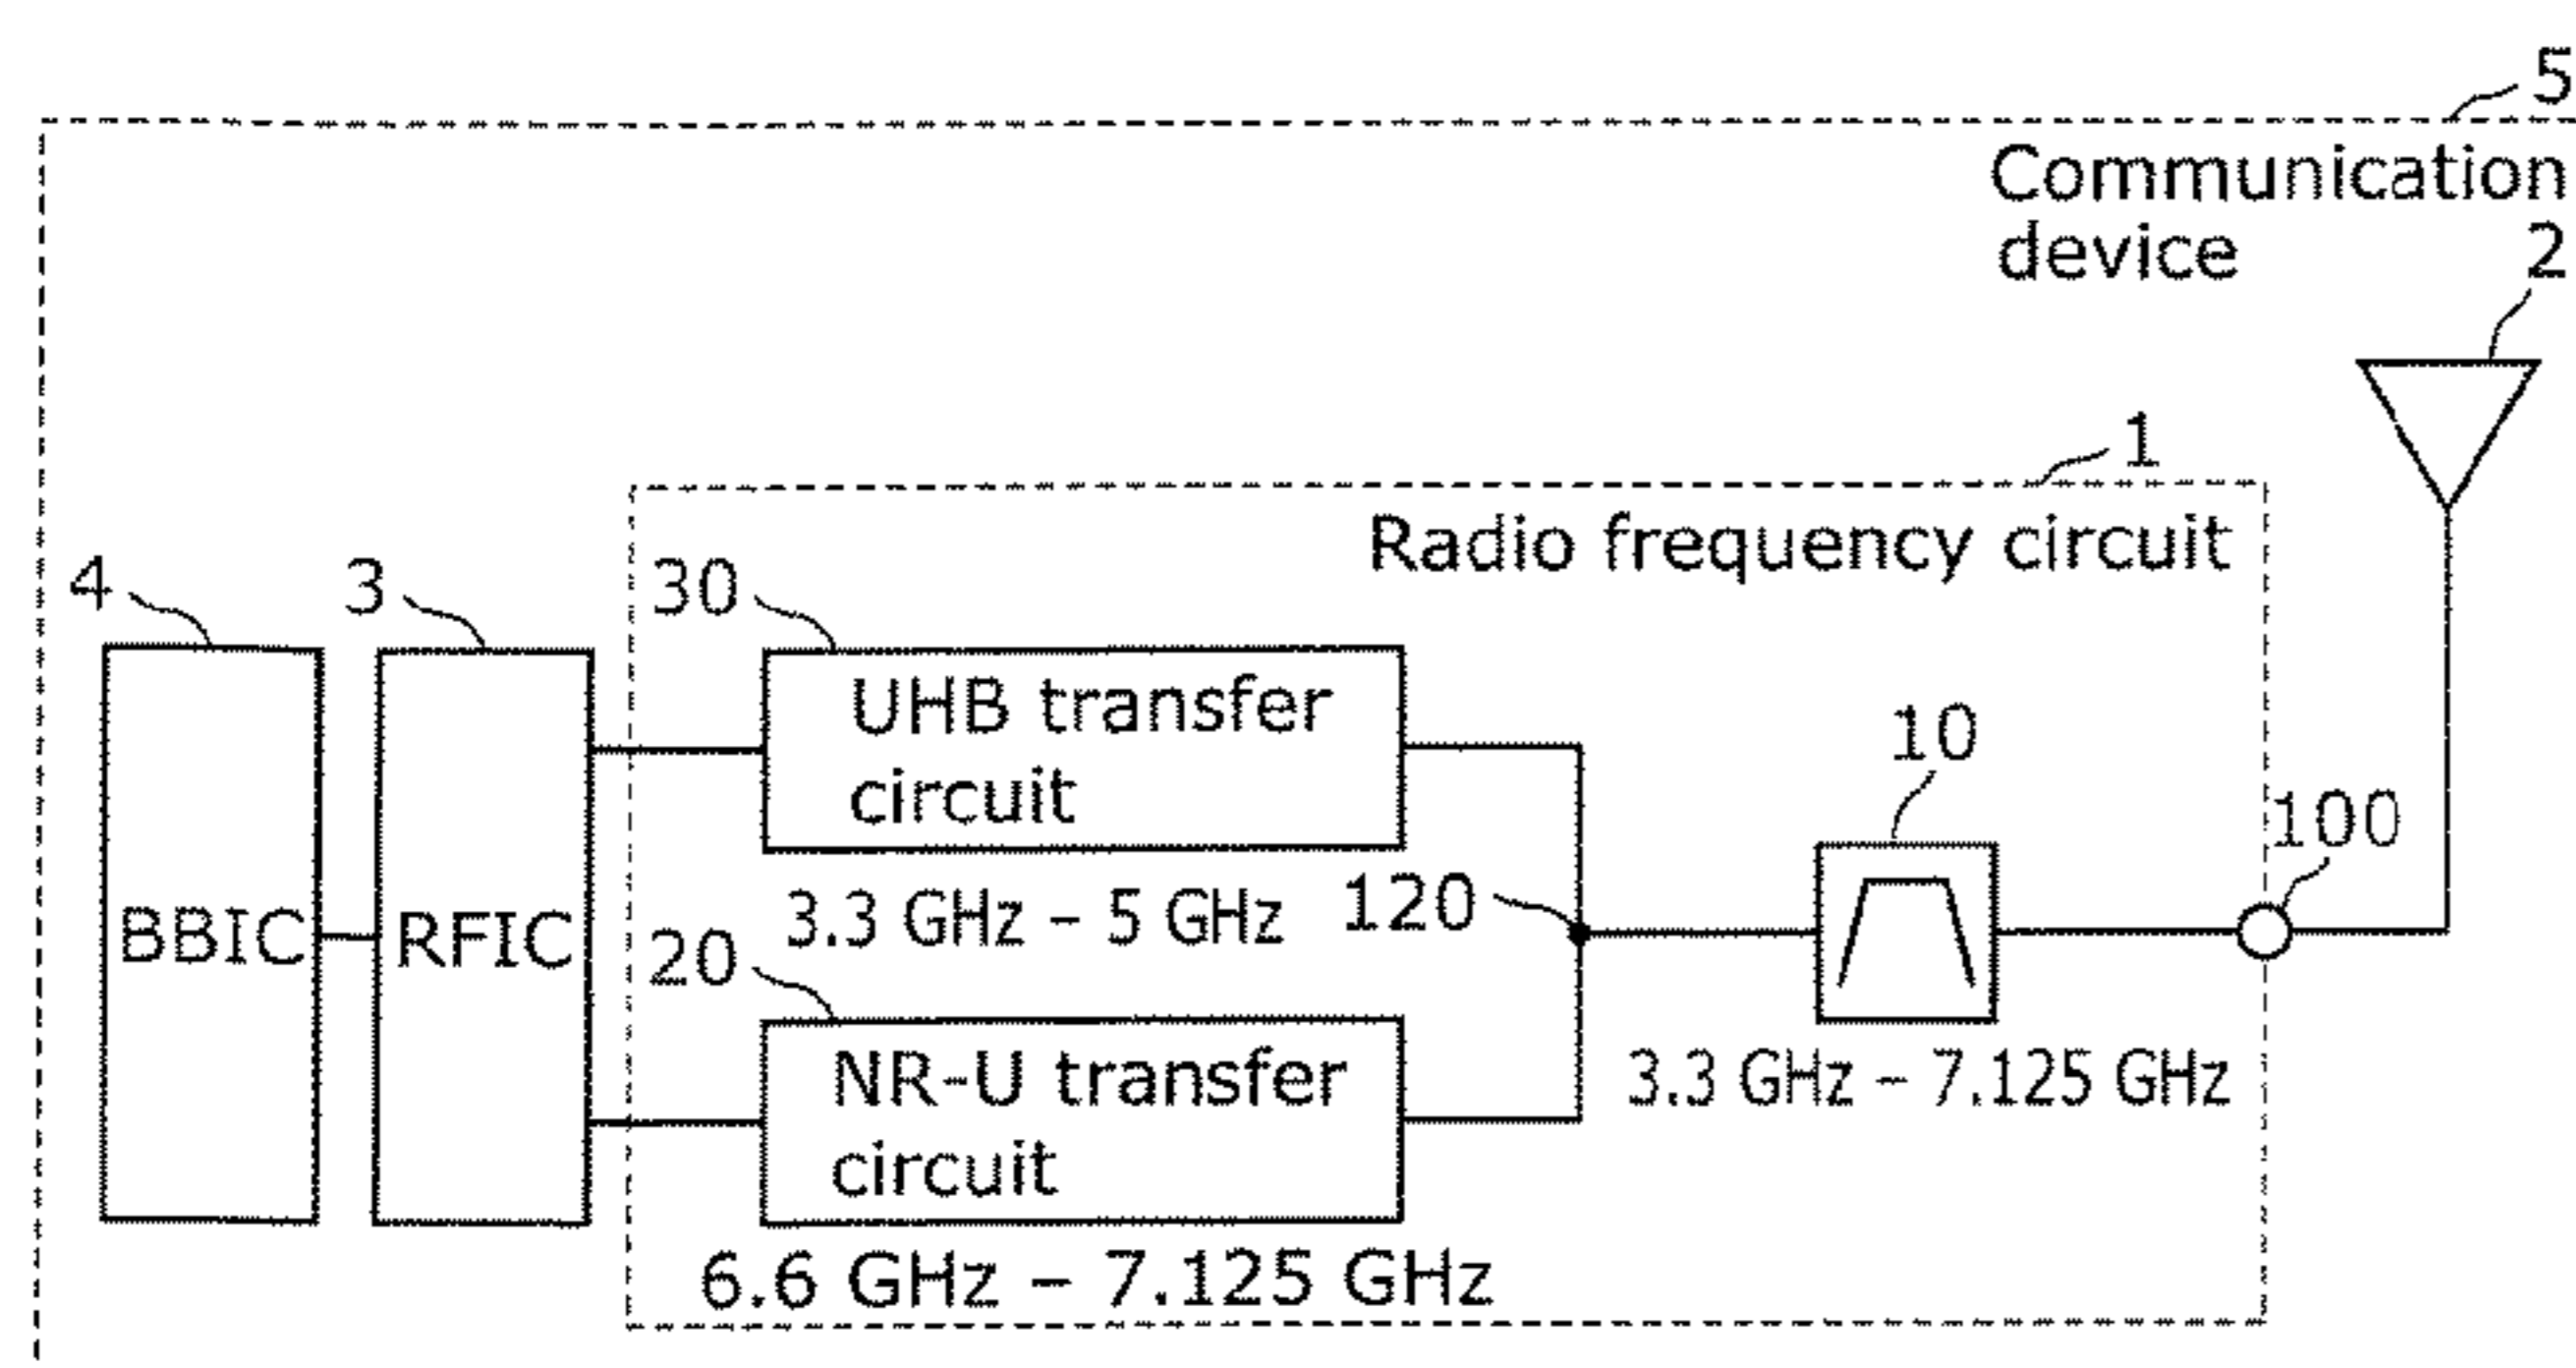 5
Communication
device
2
1
Radio frequency circuit
4
3
30
UHB transfer
circuit
10
100
3.3 GHz – 5 GHz
120
BBIC
RFIC
20
NR-U transfer
circuit
3.3 GHz – 7.125 GHz
6.6 GHz – 7.125 GHz